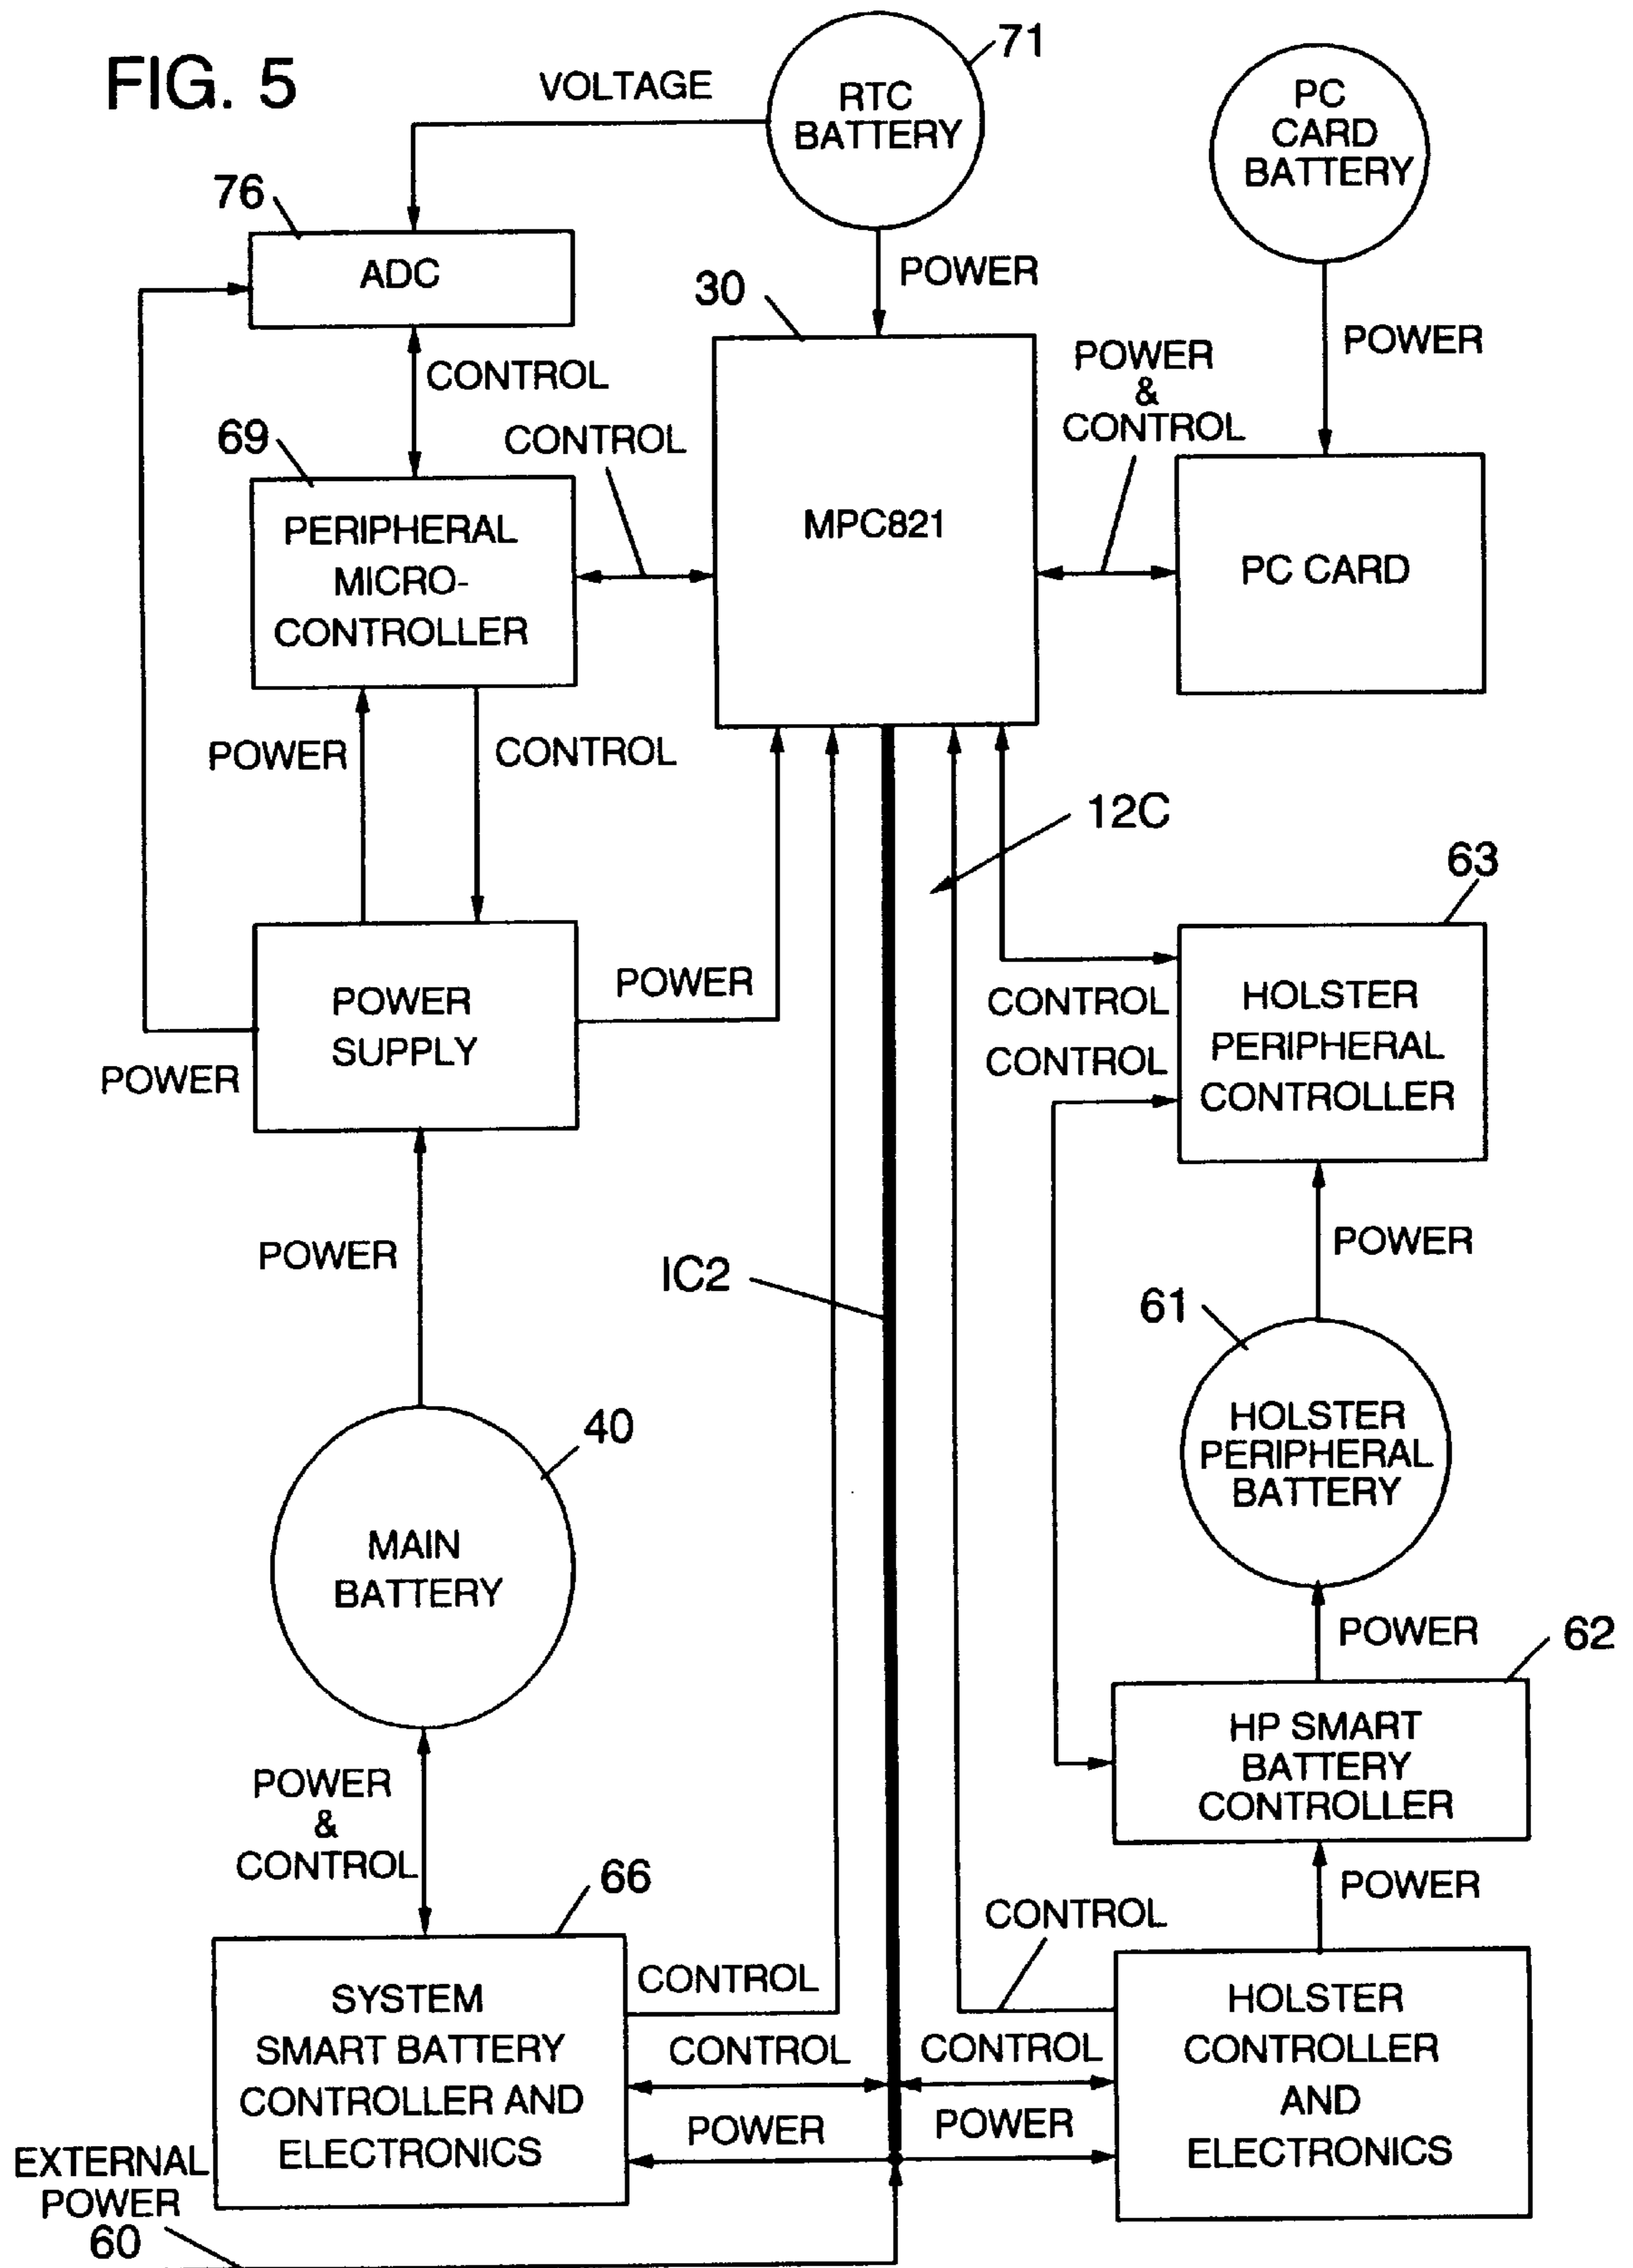 FIG. 5
VOLTAGE
71
RTC
BATTERY
PC
CARD
BATTERY
76
ADC
POWER
30
POWER
CONTROL
POWER
&
CONTROL
69
CONTROL
PERIPHERAL
MICRO-
CONTROLLER
MPC821
PC CARD
POWER
CONTROL
12C
63
POWER
SUPPLY
POWER
POWER
CONTROL
CONTROL
HOLSTER
PERIPHERAL
CONTROLLER
POWER
IC2
POWER
61
HOLSTER
PERIPHERAL
BATTERY
40
MAIN
BATTERY
POWER
62
HP SMART
BATTERY
CONTROLLER
POWER
&
CONTROL
66
POWER
CONTROL
SYSTEM
SMART BATTERY
CONTROLLER AND
ELECTRONICS
CONTROL
CONTROL
CONTROL
POWER
POWER
HOLSTER
CONTROLLER
AND
ELECTRONICS
EXTERNAL
POWER
60